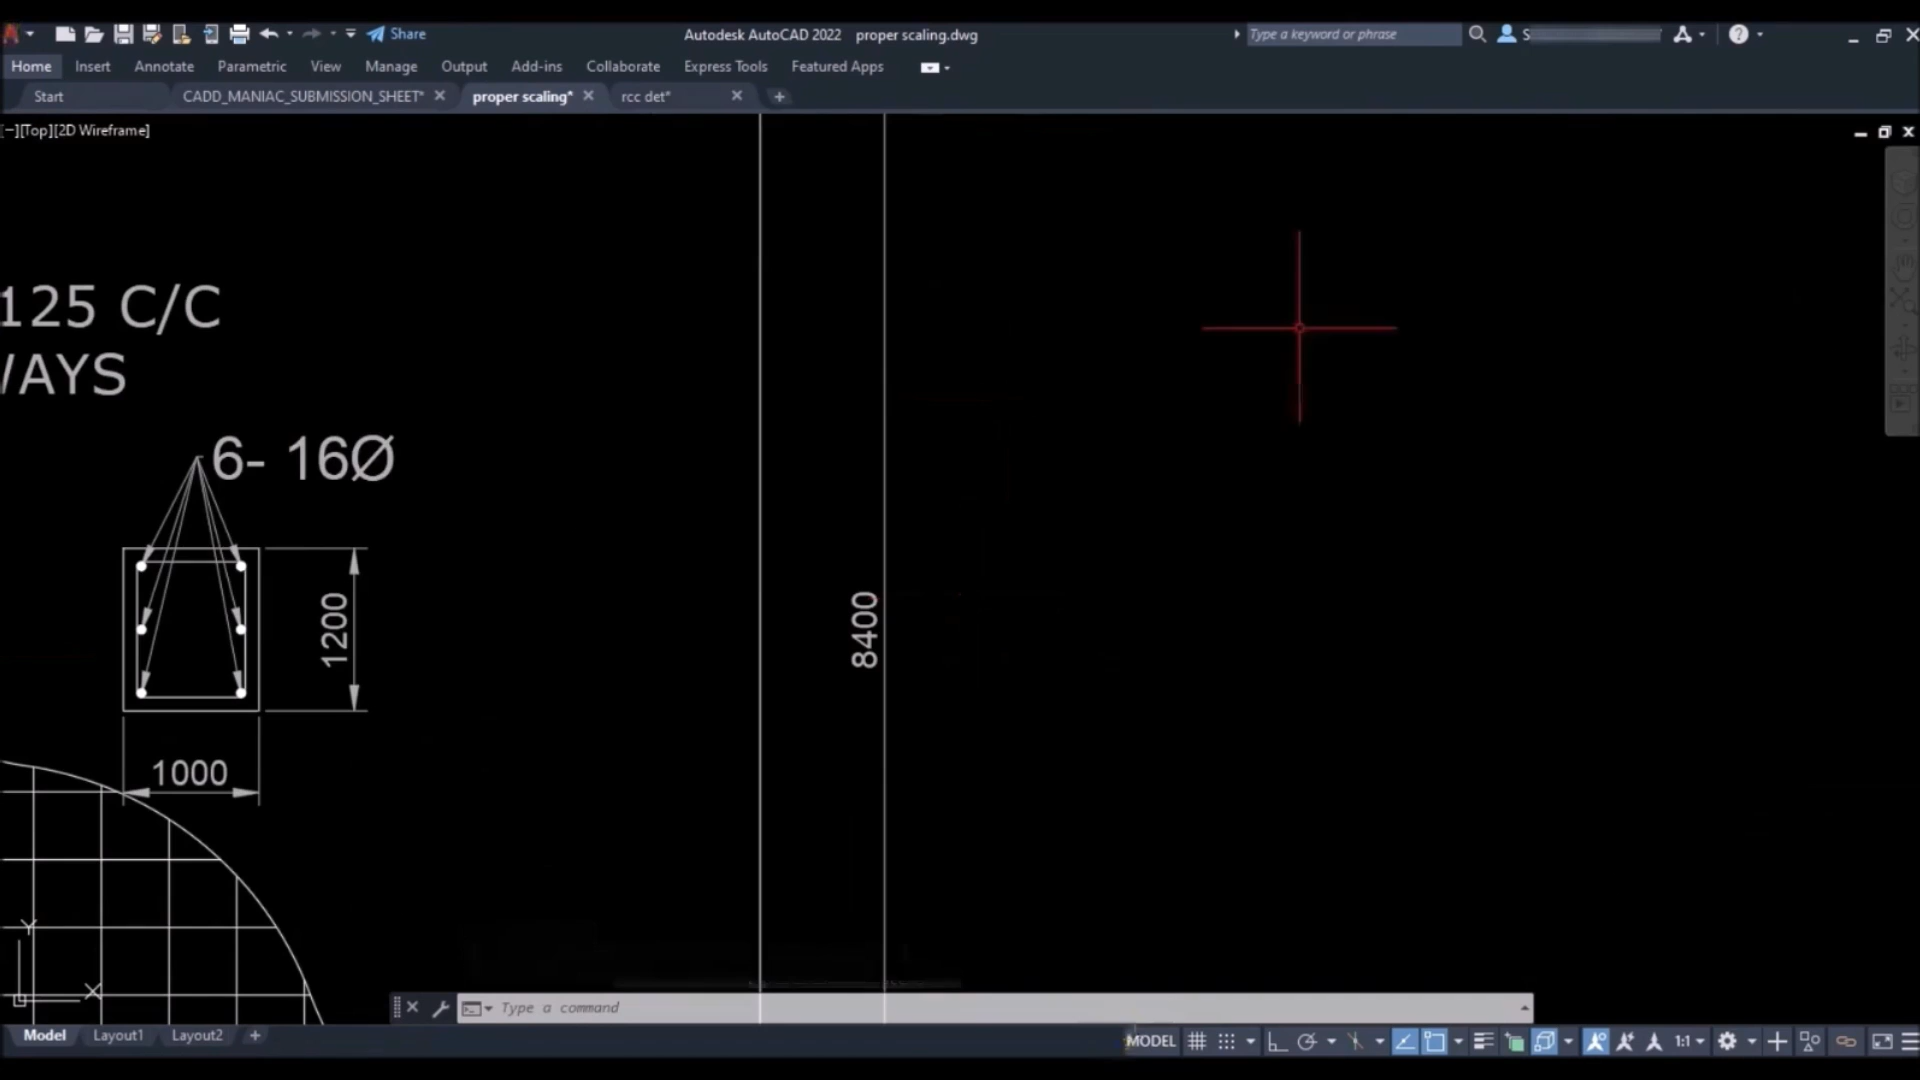 Share
Autodesk AutoCAD 2022 proper scaling.dwg
Type a keyword or phrase
S
Home Insert Annotate Parametric View Manage Output Add-ins Collaborate Express Tools Featured Apps
Start CADD_MANIAC_SUBMISSION_SHEET* proper scaling* rcc det*
[−][Top][2D Wireframe]
125 C/C
WAYS
6- 16Ø
1200
8400
1000
Y
X
Type a command
Model Layout1 Layout2
MODEL 1:1